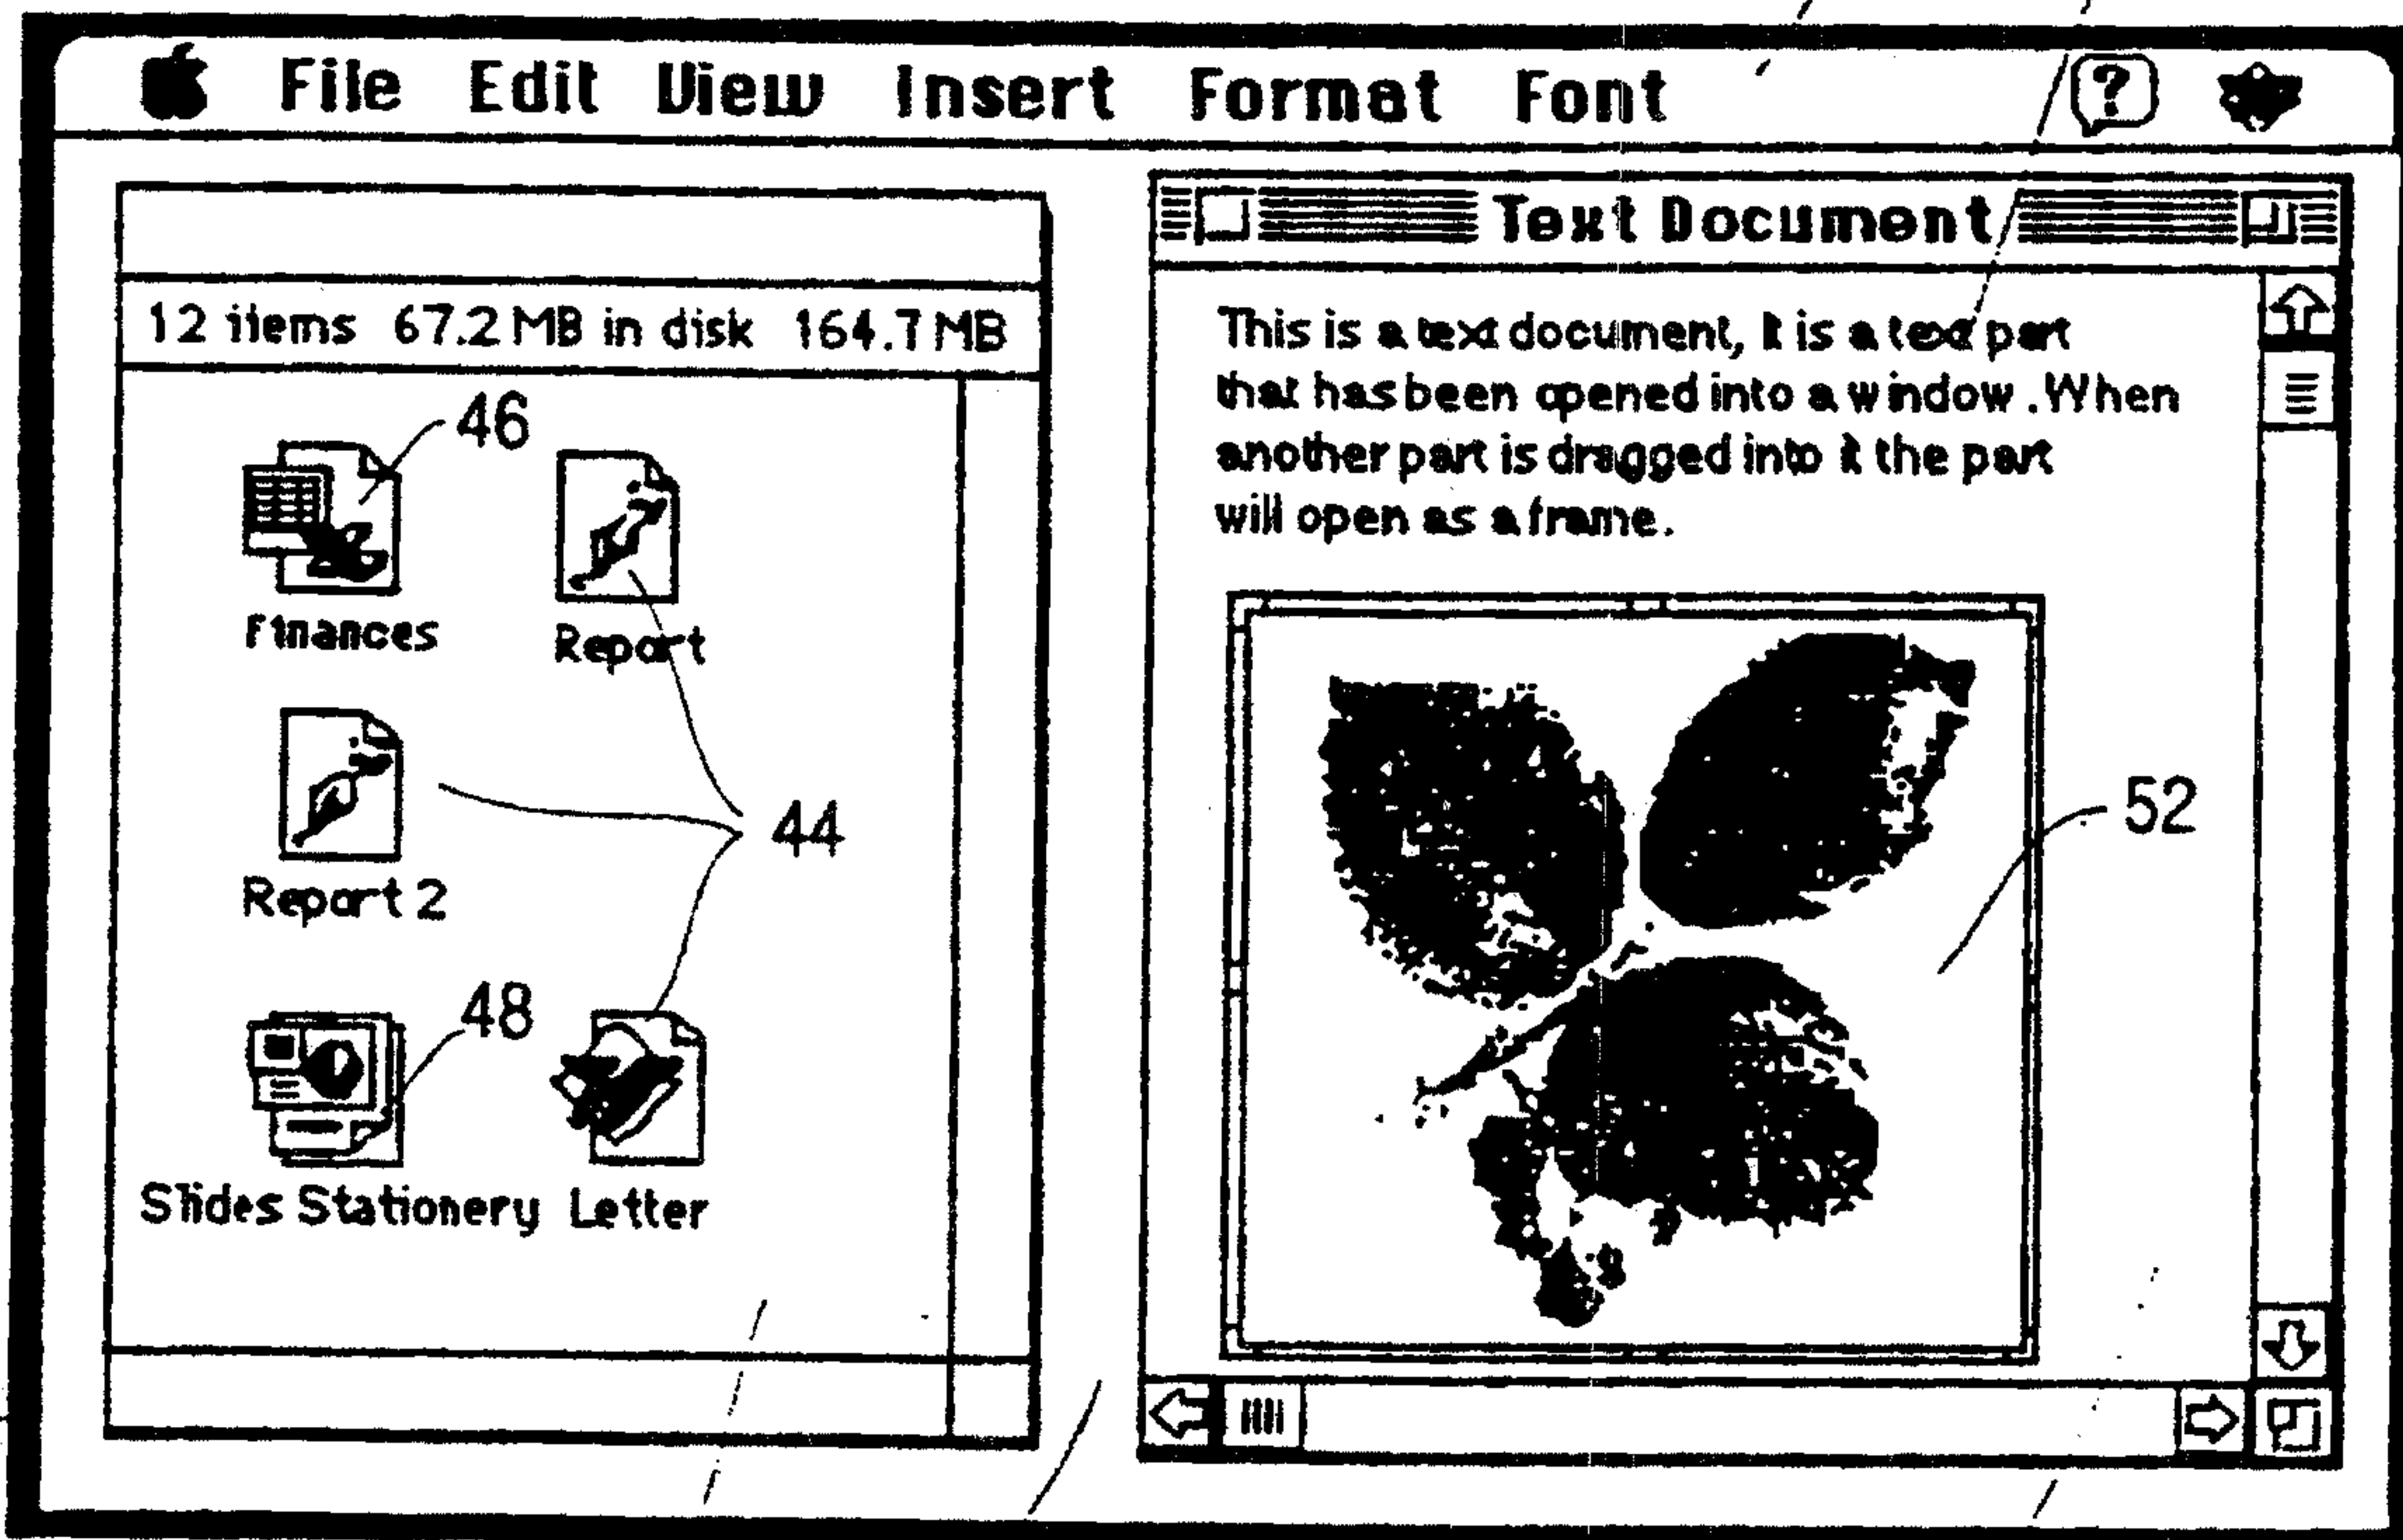 File Edit View Insert Format Font ?
12 items 67.2 MB in disk 164.7 MB
46
Finances
Report
Report 2
44
48
Slides Stationery
Letter
Text Document
This is a text document, it is a text part
that has been opened into a window. When
another part is dragged into it the part
will open as a frame.
52